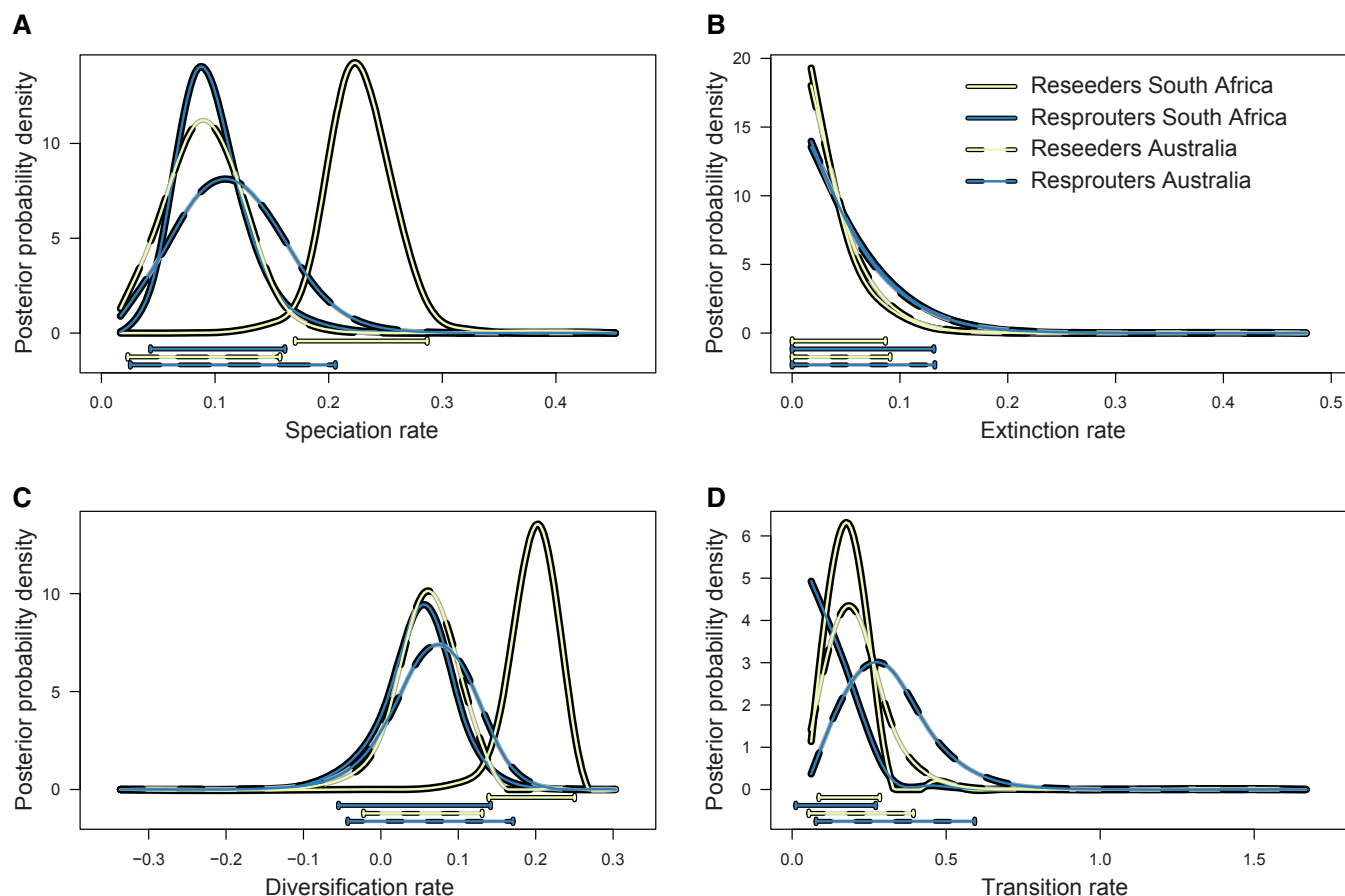 A
Posterior probability density
10
5
0
0.0 0.1 0.2 0.3 0.4
Speciation rate
B
Posterior probability density
20
15
10
5
0
Reseeders South Africa
Resprouters South Africa
Reseeders Australia
Resprouters Australia
0.0 0.1 0.2 0.3 0.4 0.5
Extinction rate
C
Posterior probability density
10
5
0
−0.3 −0.2 −0.1 0.0 0.1 0.2 0.3
Diversification rate
D
Posterior probability density
6
5
4
3
2
1
0
0.0 0.5 1.0 1.5
Transition rate